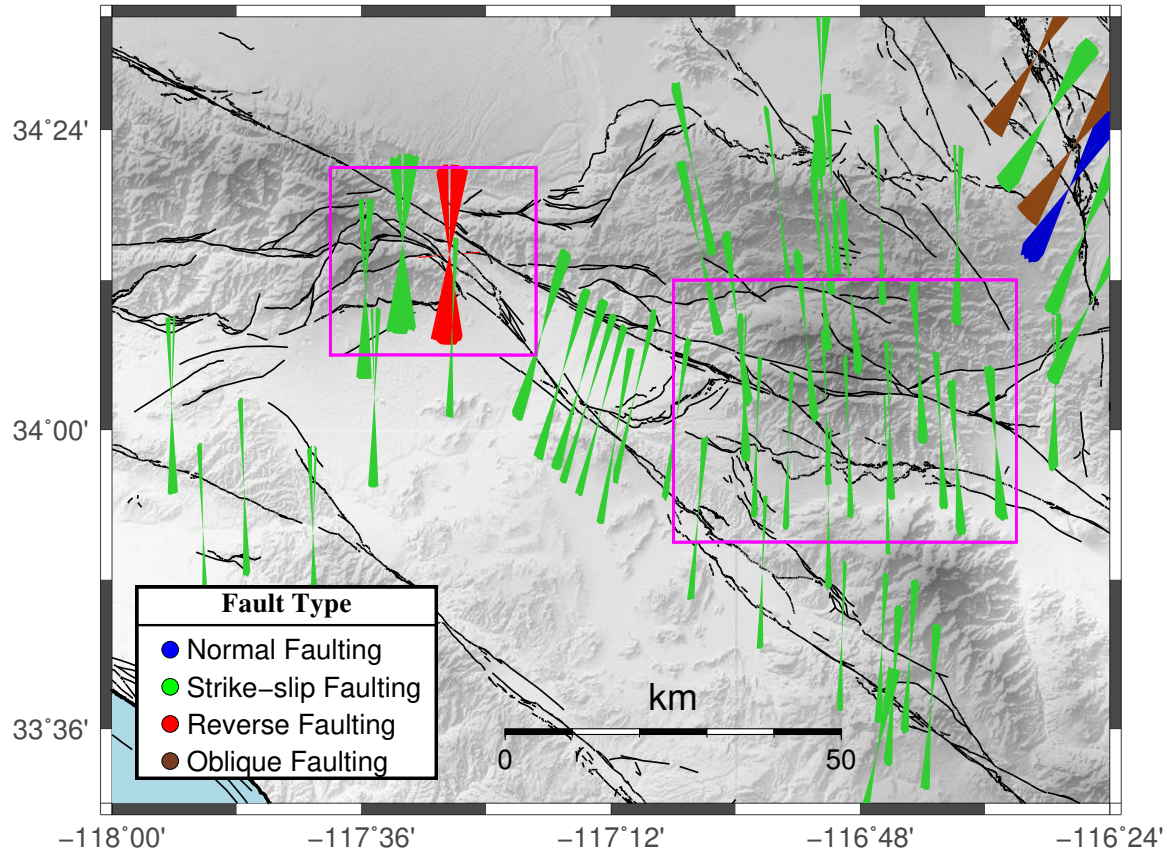 34˚24'
34˚00'
33˚36'
Fault Type
Normal Faulting
Strike−slip Faulting
Reverse Faulting
Oblique Faulting
km
0 50
−118˚00' −117˚36' −117˚12' −116˚48' −116˚24'